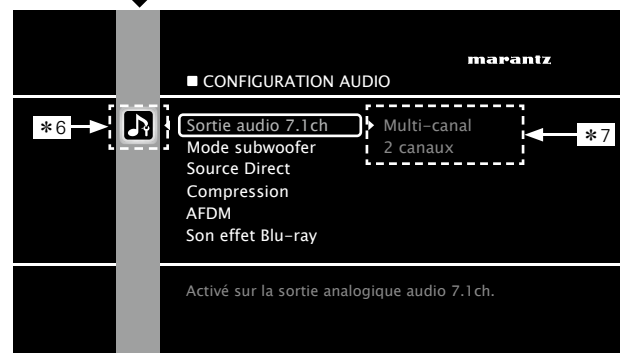 marantz
■ CONFIGURATION AUDIO
*6
Sortie audio 7.1ch
Multi-canal
*7
Mode subwoofer
2 canaux
Source Direct
Compression
AFDM
Son effet Blu-ray
Activé sur la sortie analogique audio 7.1ch.